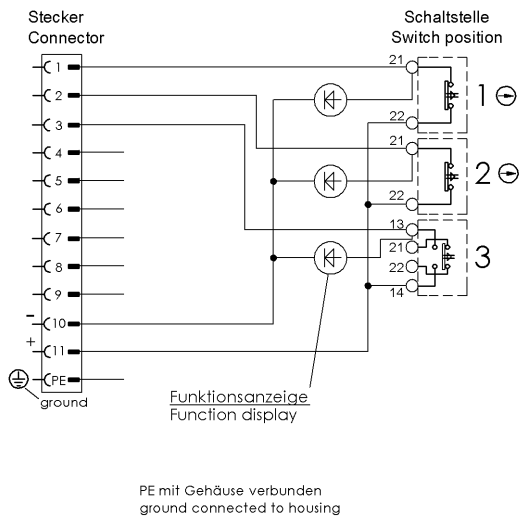 Stecker
Connector
Schaltstelle
Switch position
1
2
3
4
5
6
7
8
9
- 10
+ 11
PE
ground
21
22
1
21
22
2
13
21
22
14
3
Funktionsanzeige
Function display
PE mit Gehäuse verbunden
ground connected to housing